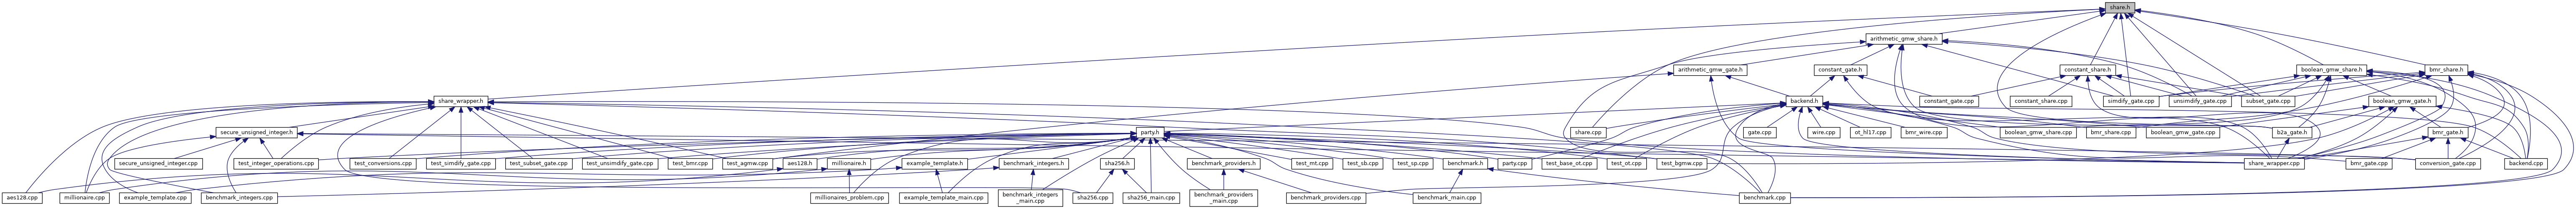 share.h
arithmetic_gmw_share.h
arithmetic_gmw_gate.h
constant_gate.h
constant_share.h
boolean_gmw_share.h
bmr_share.h
share_wrapper.h
backend.h
constant_gate.cpp
constant_share.cpp
simdify_gate.cpp
unsimdify_gate.cpp
subset_gate.cpp
boolean_gmw_gate.h
secure_unsigned_integer.h
party.h
share.cpp
gate.cpp
wire.cpp
ot_hl17.cpp
bmr_wire.cpp
boolean_gmw_share.cpp
bmr_share.cpp
boolean_gmw_gate.cpp
b2a_gate.h
bmr_gate.h
secure_unsigned_integer.cpp
test_integer_operations.cpp
test_conversions.cpp
test_simdify_gate.cpp
test_subset_gate.cpp
test_unsimdify_gate.cpp
test_bmr.cpp
test_agmw.cpp
aes128.h
millionaire.h
example_template.h
benchmark_integers.h
sha256.h
benchmark_providers.h
test_mt.cpp
test_sb.cpp
test_sp.cpp
benchmark.h
party.cpp
test_base_ot.cpp
test_ot.cpp
test_bgmw.cpp
share_wrapper.cpp
bmr_gate.cpp
conversion_gate.cpp
backend.cpp
aes128.cpp
millionaire.cpp
example_template.cpp
benchmark_integers.cpp
millionaires_problem.cpp
example_template_main.cpp
benchmark_integers
_main.cpp
sha256.cpp
sha256_main.cpp
benchmark_providers
_main.cpp
benchmark_providers.cpp
benchmark_main.cpp
benchmark.cpp